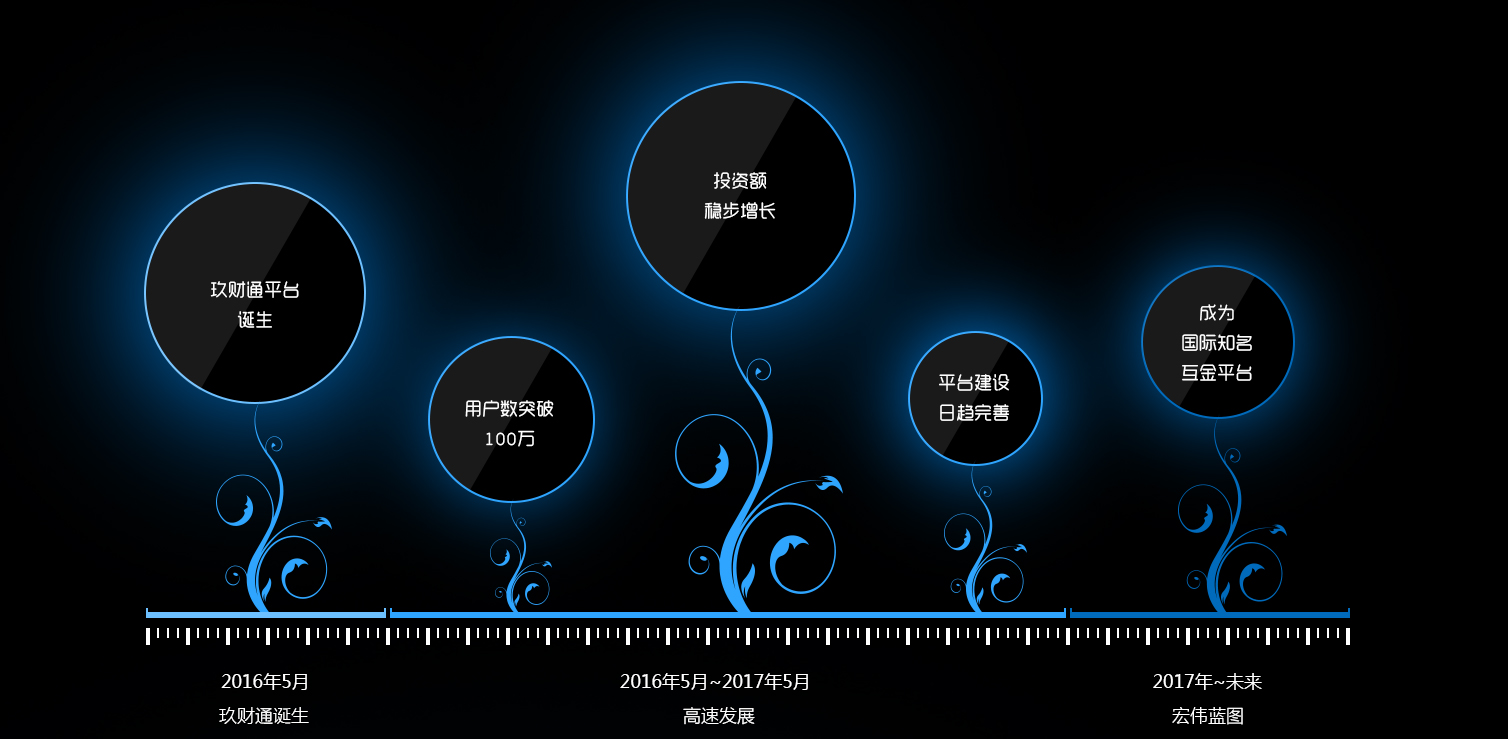 玖财通平台
诞生
用户数突破
100万
投资额
稳步增长
平台建设
日趋完善
成为
国际知名
互金平台
2016年5月
玖财通诞生
2016年5月~2017年5月
高速发展
2017年~未来
宏伟蓝图